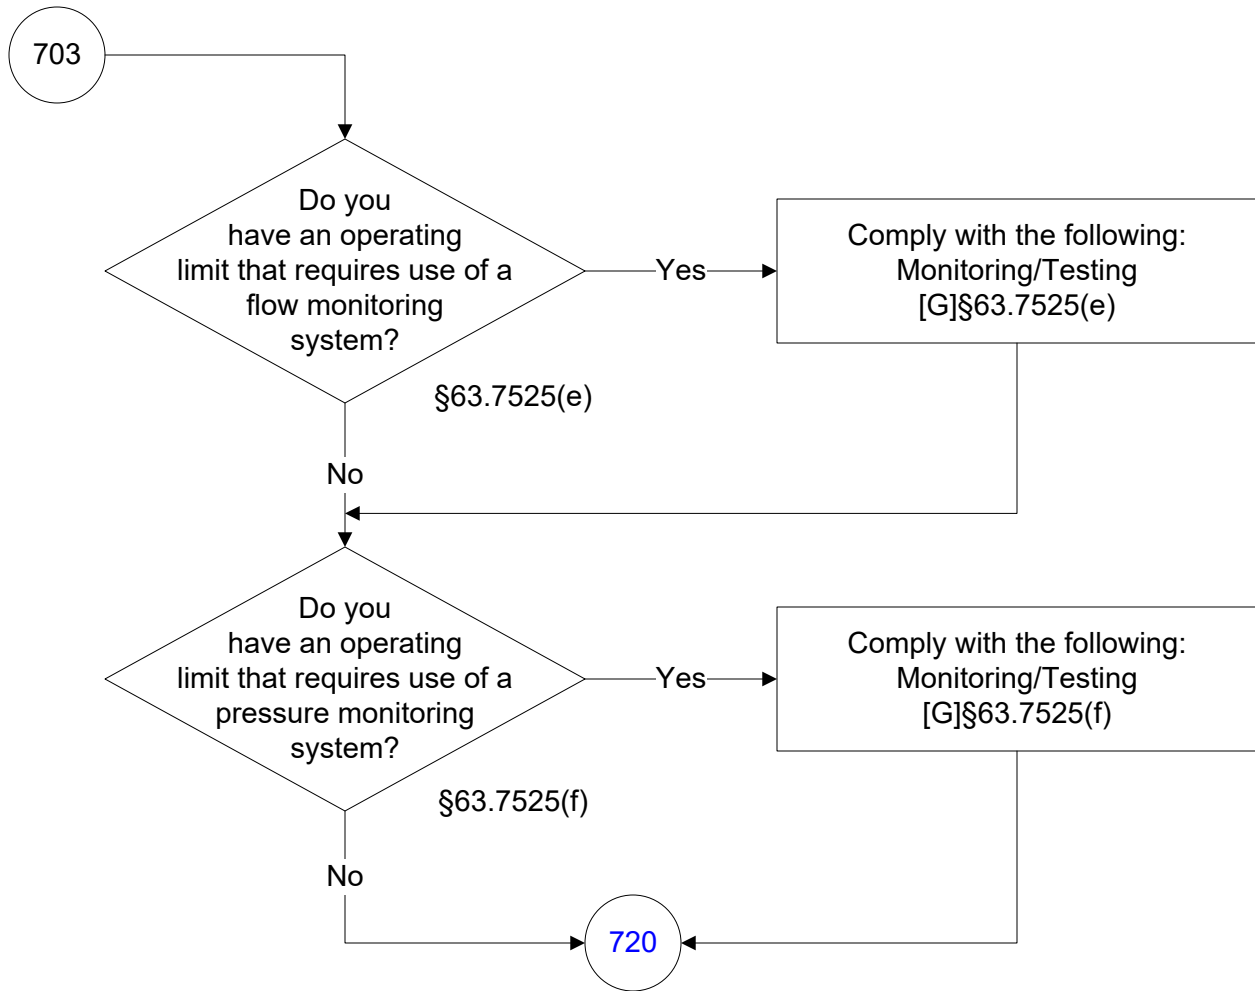 703
Do you
have an operating
limit that requires use of a
flow monitoring
system?
Yes
Comply with the following:
Monitoring/Testing
[G]§63.7525(e)
§63.7525(e)
No
Do you
have an operating
limit that requires use of a
pressure monitoring
system?
Yes
Comply with the following:
Monitoring/Testing
[G]§63.7525(f)
§63.7525(f)
No
720